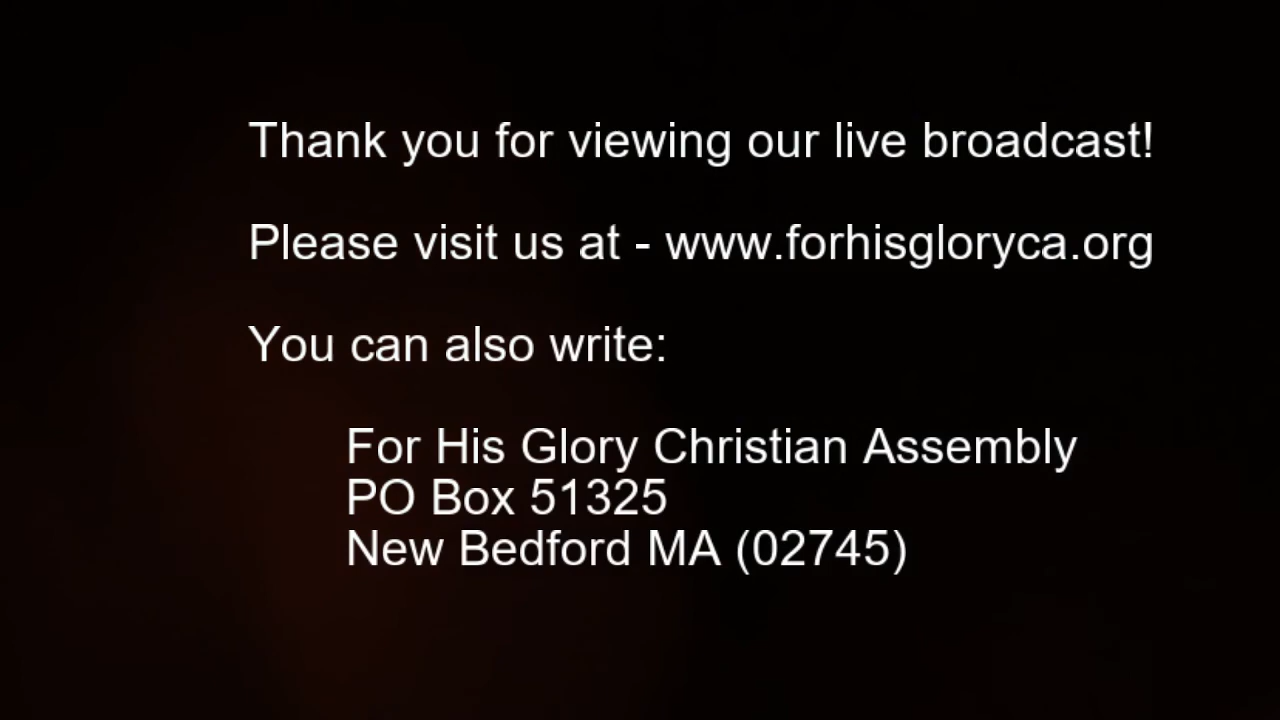 Thank you for viewing our live broadcast!
Please visit us at - www.forhisgloryca.org
You can also write:
For His Glory Christian Assembly
PO Box 51325
New Bedford MA (02745)